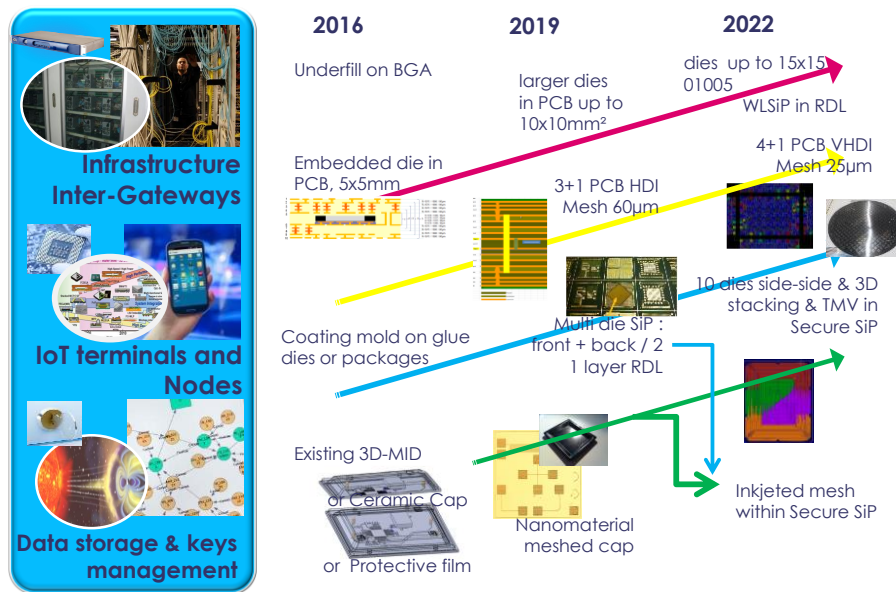 2016
2019
2022
Underfill on BGA
larger dies
in PCB up to
10x10mm²
dies up to 15x15
01005
WLSiP in RDL
Infrastructure
Inter-Gateways
Embedded die in
PCB, 5x5mm
3+1 PCB HDI
Mesh 60µm
4+1 PCB VHDI
Mesh 25µm
IoT terminals and
Nodes
Coating mold on glue
dies or packages
Multi die SiP :
front + back / 2
1 layer RDL
10 dies side-side & 3D
stacking & TMV in
Secure SiP
Existing 3D-MID
or Ceramic Cap
or Protective film
Nanomaterial
meshed cap
Inkjeted mesh
within Secure SiP
Data storage & keys
management